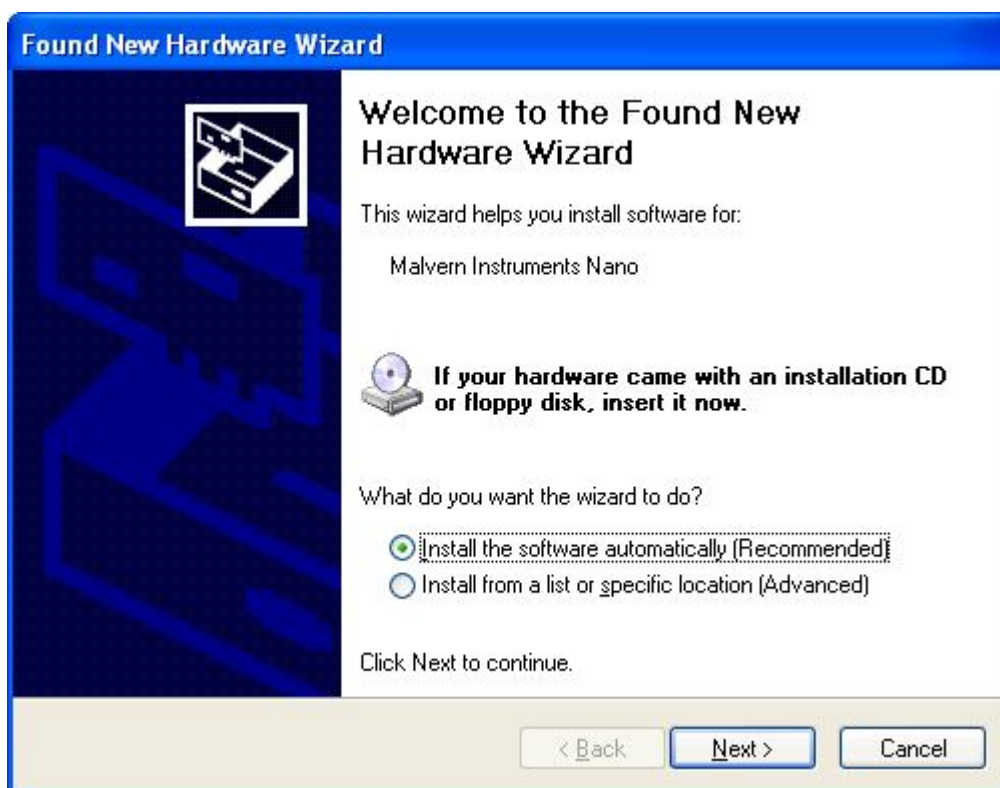 Found New Hardware Wizard
Welcome to the Found New
Hardware Wizard
This wizard helps you install software for:
Malvern Instruments Nano
If your hardware came with an installation CD
or floppy disk, insert it now.
What do you want the wizard to do?
Install the software automatically (Recommended)
Install from a list or specific location (Advanced)
Click Next to continue.
< Back Next > Cancel